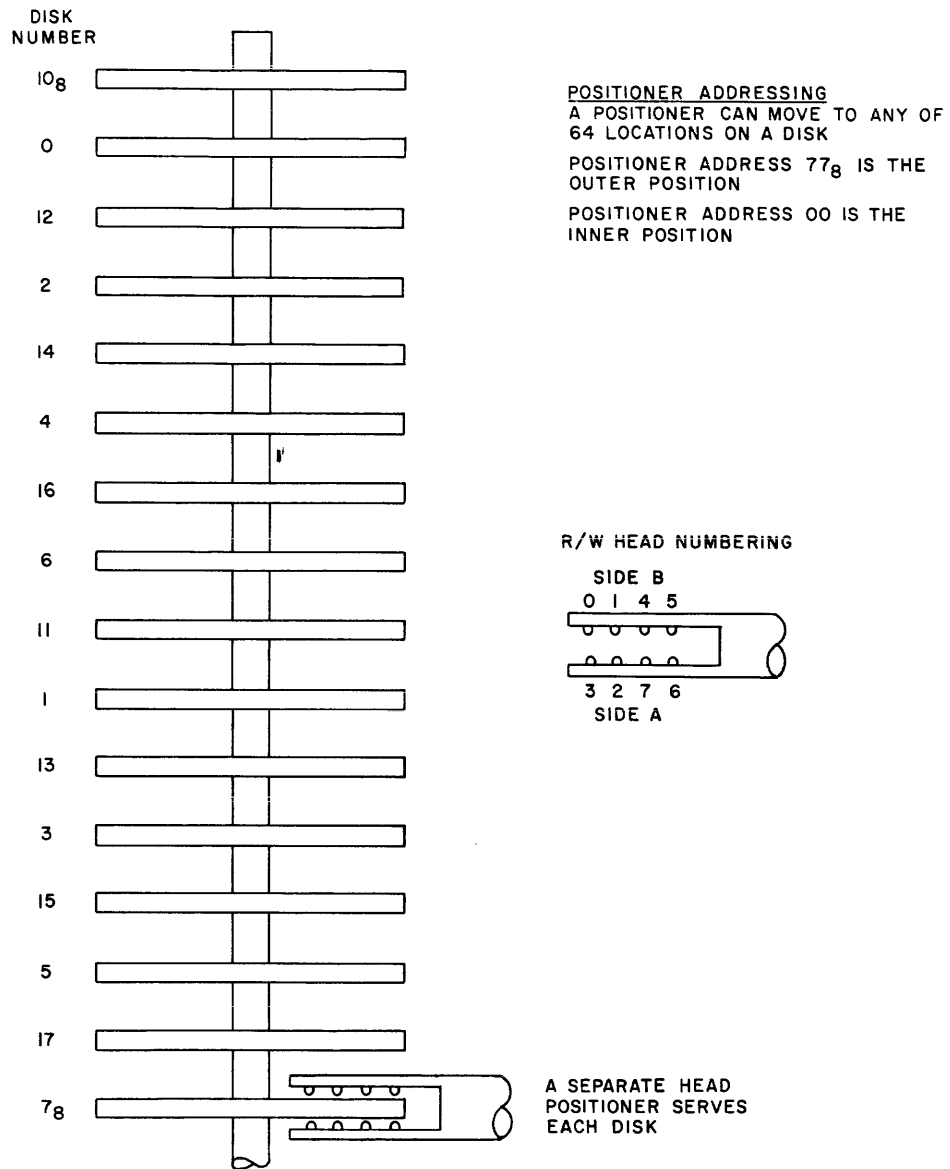 DISK
NUMBER
10₈
0
12
2
14
4
16
6
11
1
13
3
15
5
17
7₈
POSITIONER ADDRESSING
A POSITIONER CAN MOVE TO ANY OF
64 LOCATIONS ON A DISK
POSITIONER ADDRESS 77₈ IS THE
OUTER POSITION
POSITIONER ADDRESS 00 IS THE
INNER POSITION
R/W HEAD NUMBERING
SIDE B
0 1 4 5
3 2 7 6
SIDE A
A SEPARATE HEAD
POSITIONER SERVES
EACH DISK